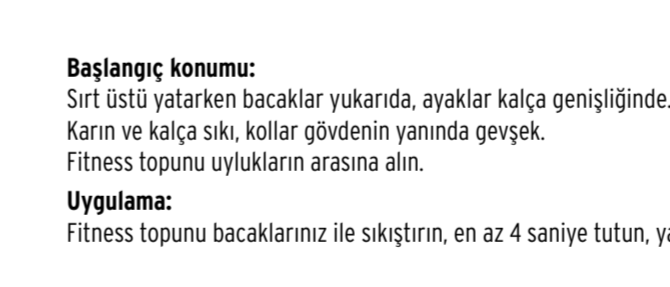 Başlangıç konumu:
Sırt üstü yatarken bacaklar yukarıda, ayaklar kalça genişliğinde.
Karın ve kalça sıkı, kollar gövdenin yanında gevşek.
Fitness topunu uylukların arasına alın.
Uygulama:
Fitness topunu bacaklarınız ile sıkıştırın, en az 4 saniye tutun,